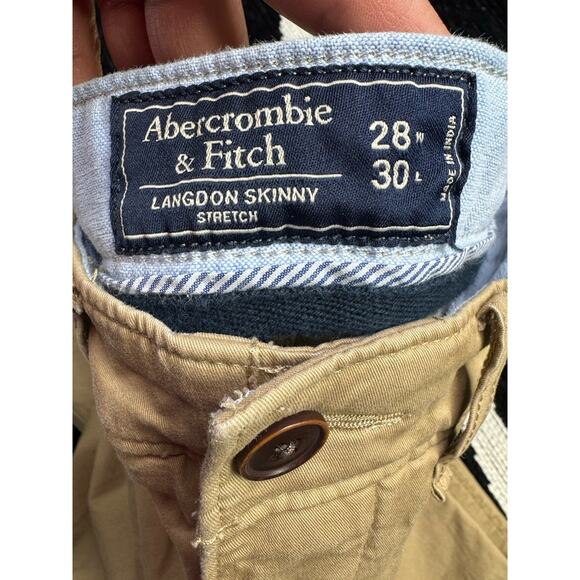 Abercrombie
& Fitch
LANGDON SKINNY
STRETCH
28 W
30 L
MADE IN INDIA